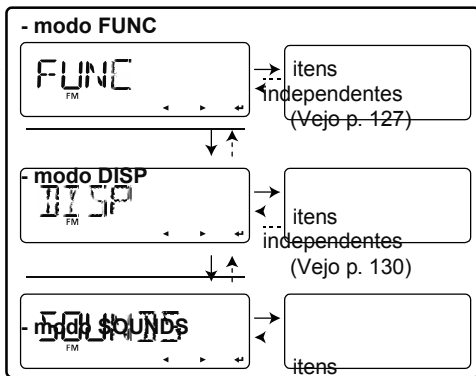 - modo FUNC
FUNC
FM
itens
independentes
(Vejo p. 127)
- modo DISP
DISP
FM
itens
independentes
(Vejo p. 130)
- modo SOUNDS
SOUNDS
FM
itens